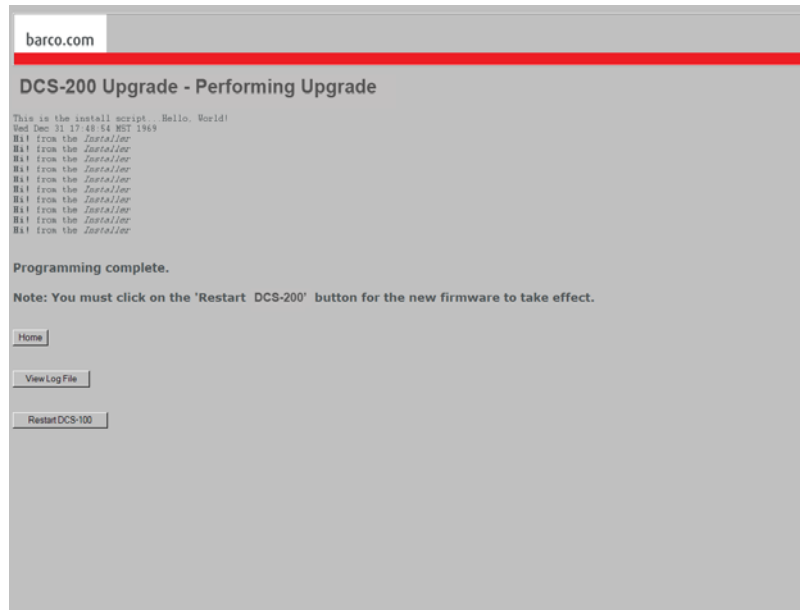 barco.com
DCS-200 Upgrade - Performing Upgrade
This is the install script...Hello. World!
Wed Dec 31 17:48:54 MST 1969
Hi! from the Installer
Hi! from the Installer
Hi! from the Installer
Hi! from the Installer
Hi! from the Installer
Hi! from the Installer
Hi! from the Installer
Hi! from the Installer
Hi! from the Installer
Hi! from the Installer
Programming complete.
Note: You must click on the 'Restart DCS-200' button for the new firmware to take effect.
Home
View Log File
Restart DCS-100